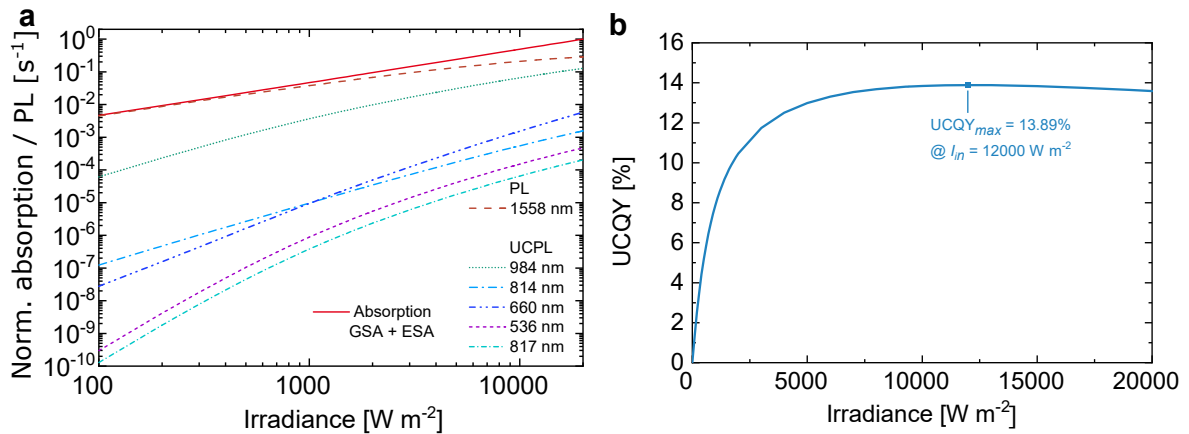 a
Norm. absorption / PL [s⁻¹]
10⁰
10⁻¹
10⁻²
10⁻³
10⁻⁴
10⁻⁵
10⁻⁶
10⁻⁷
10⁻⁸
10⁻⁹
10⁻¹⁰
100
1000
10000
Irradiance [W m⁻²]
PL
1558 nm
UCPL
984 nm
814 nm
660 nm
536 nm
817 nm
Absorption
GSA + ESA
b
UCQY [%]
16
14
12
10
8
6
4
2
0
0
5000
10000
15000
20000
Irradiance [W m⁻²]
UCQYmax = 13.89%
@ Iin = 12000 W m⁻²